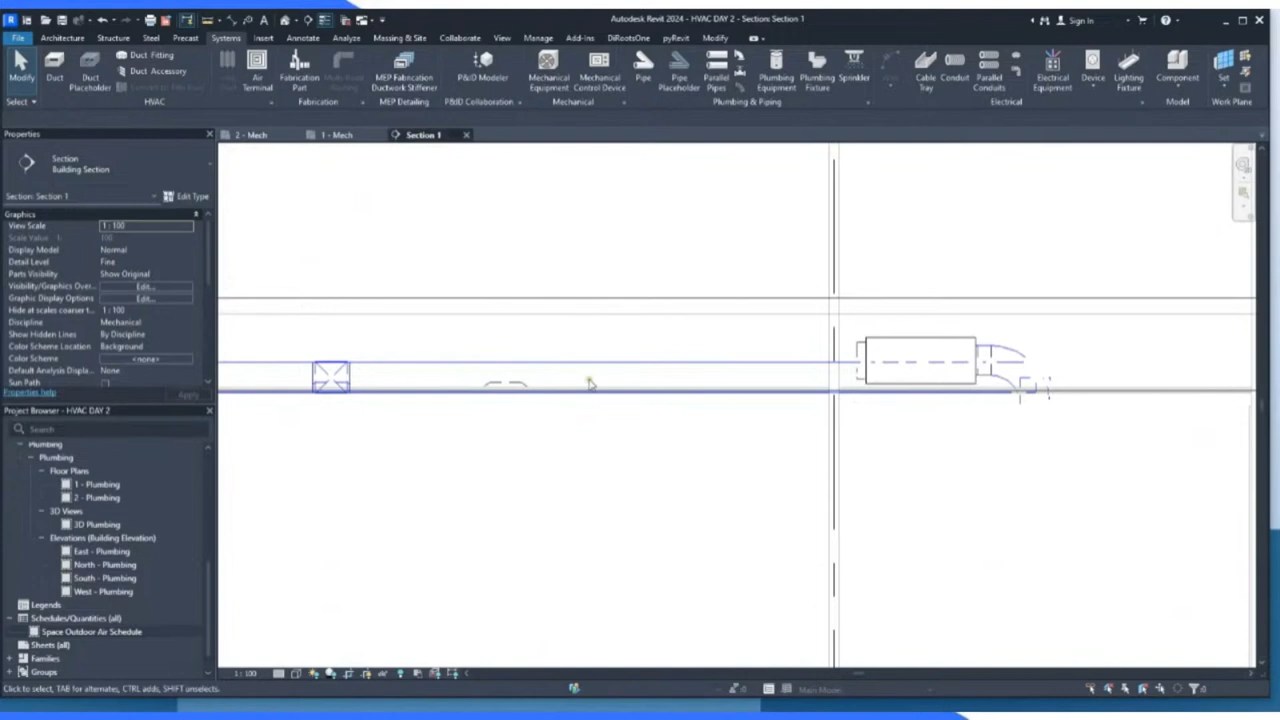 Autodesk Revit 2024 - HVAC DAY 2 - Section: Section 1
Sign In
File Architecture Structure Steel Precast Systems Insert Annotate Analyze Massing & Site Collaborate View Manage Add-Ins DiRootsOne pyRevit Modify
Modify
Duct
Duct Placeholder
Duct Fitting
Duct Accessory
Air Terminal
Fabrication Part
MEP Fabrication Ductwork Stiffener
P&ID Modeler
Mechanical Equipment
Mechanical Control Device
Pipe
Pipe Placeholder
Parallel Pipes
Plumbing Equipment
Plumbing Fixture
Sprinkler
Cable Tray
Conduit
Parallel Conduits
Electrical Equipment
Device
Lighting Fixture
Component
Set
Select HVAC Fabrication MEP Detailing P&ID Collaboration Mechanical Plumbing & Piping Electrical Model Work Plane
Properties
2 - Mech
1 - Mech
Section 1
Section
Building Section
Section: Section 1
Edit Type
Graphics
View Scale 1 : 100
Scale Value 1: 100
Display Model Normal
Detail Level Fine
Parts Visibility Show Original
Visibility/Graphics Over... Edit...
Graphic Display Options Edit...
Hide at scales coarser t... 1 : 100
Discipline Mechanical
Show Hidden Lines By Discipline
Color Scheme Location Background
Color Scheme <none>
Default Analysis Displa... None
Sun Path
Properties help
Apply
Project Browser - HVAC DAY 2
Search
Plumbing
Plumbing
Floor Plans
1 - Plumbing
2 - Plumbing
3D Views
3D Plumbing
Elevations (Building Elevation)
East - Plumbing
North - Plumbing
South - Plumbing
West - Plumbing
Legends
Schedules/Quantities (all)
Space Outdoor Air Schedule
Sheets (all)
Families
Groups
1 : 100
Click to select, TAB for alternates, CTRL adds, SHIFT unselects.
Main Model